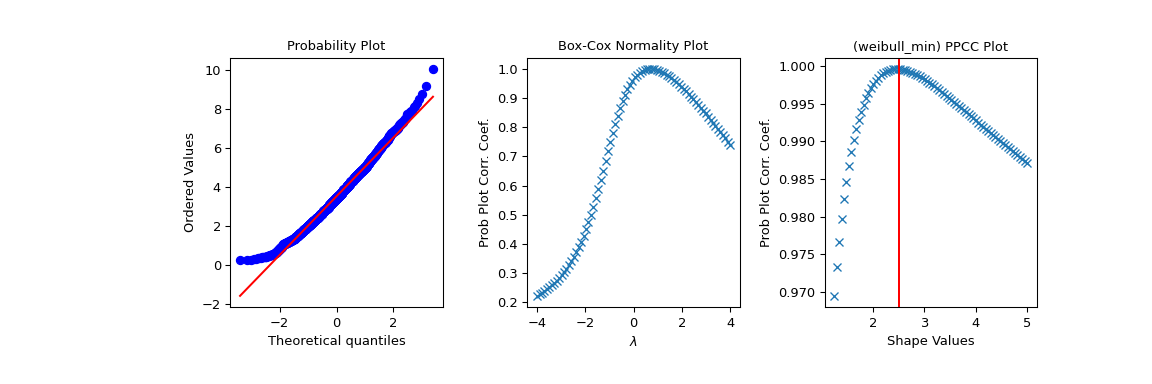 Probability Plot
Ordered Values
10
8
6
4
2
0
−2
−2 0 2
Theoretical quantiles
Box-Cox Normality Plot
Prob Plot Corr. Coef.
1.0
0.9
0.8
0.7
0.6
0.5
0.4
0.3
0.2
−4 −2 0 2 4
λ
(weibull_min) PPCC Plot
Prob Plot Corr. Coef.
1.000
0.995
0.990
0.985
0.980
0.975
0.970
2 3 4 5
Shape Values